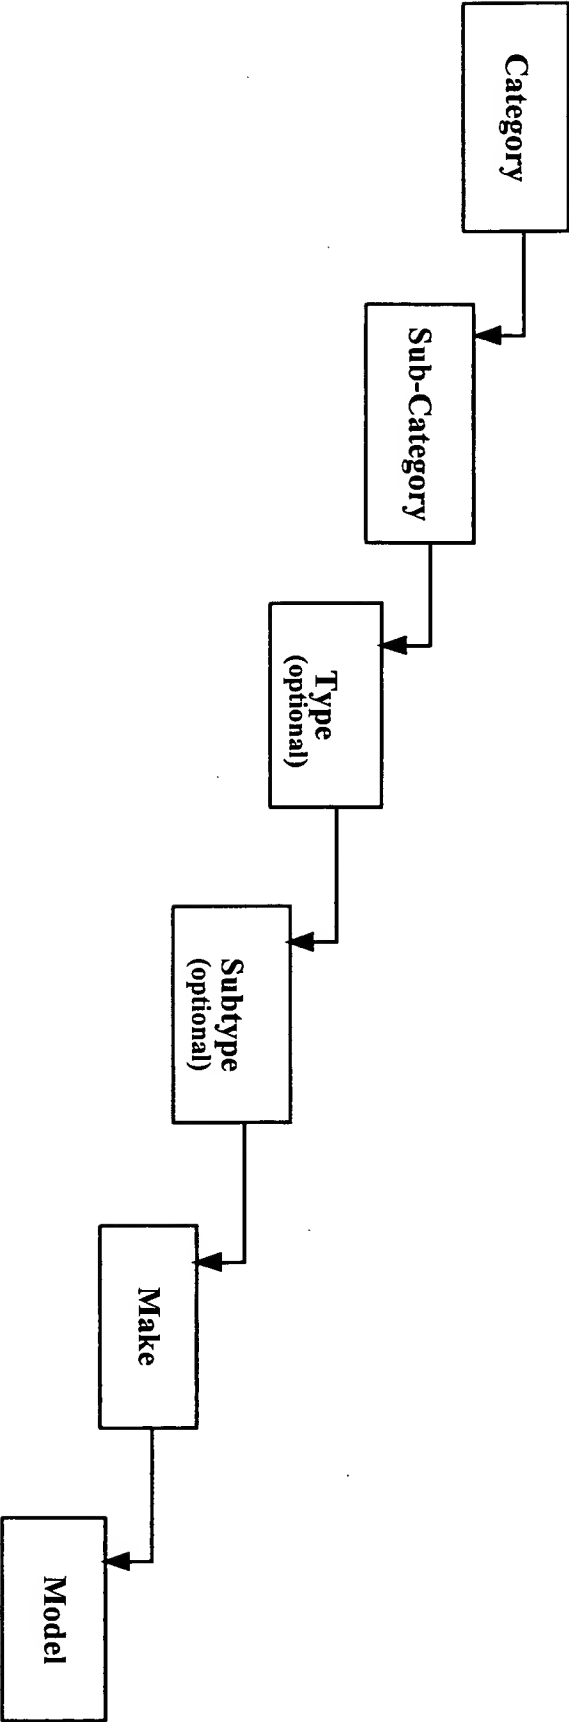 Category
Sub-Category
Type
(optional)
Subtype
(optional)
Make
Model